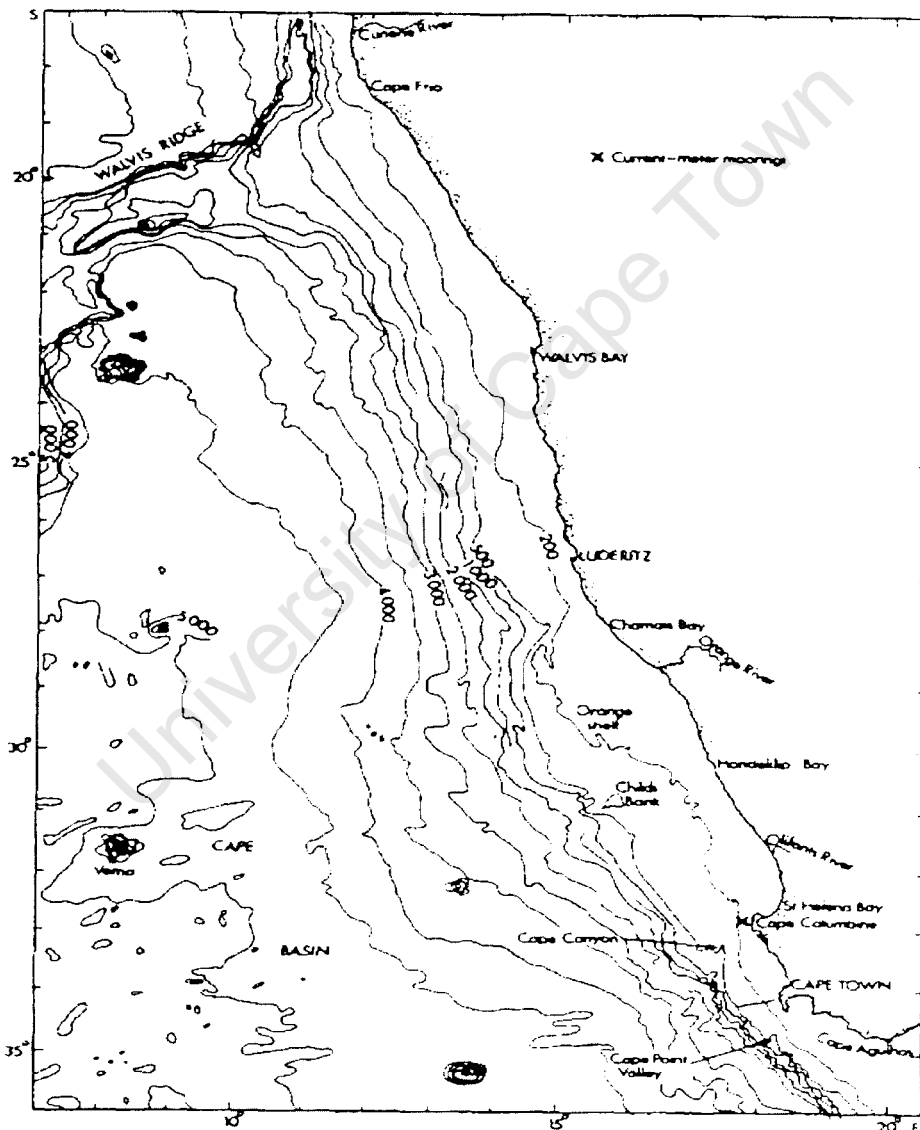 S
Cunene River
Cape Frio
WALVIS RIDGE
20°
× Current-meter moorings
WALVIS BAY
25°
200
LUDERITZ
1000
2000
3000
4000
5000
Chamais Bay
Orange River
Orange shelf
30°
Hondeklip Bay
Childs Bank
Olifants River
CAPE
Vema
St Helena Bay
Cape Columbine
Cape Canyon
BASIN
CAPE TOWN
35°
Cape Point Valley
Cape Agulhas
10°
15°
20° E
University of Cape Town